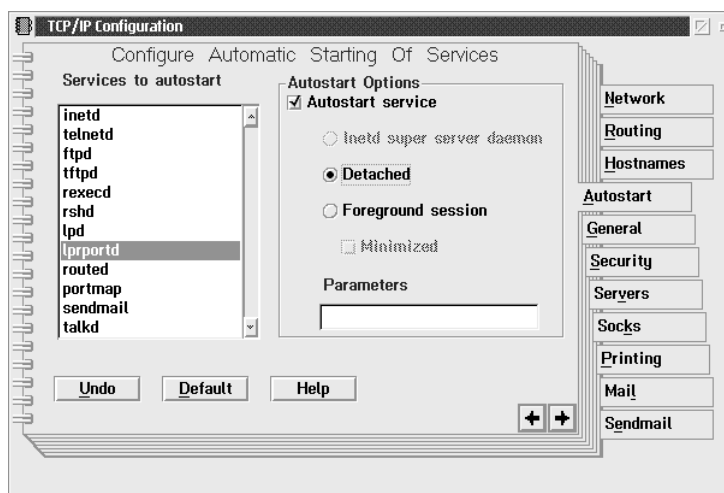 TCP/IP Configuration
Configure Automatic Starting Of Services
Services to autostart
inetd
telnetd
ftpd
tftpd
rexecd
rshd
lpd
lprportd
routed
portmap
sendmail
talkd
Autostart Options
Autostart service
Inetd super server daemon
Detached
Foreground session
Minimized
Parameters
Undo
Default
Help
Network
Routing
Hostnames
Autostart
General
Security
Servers
Socks
Printing
Mail
Sendmail